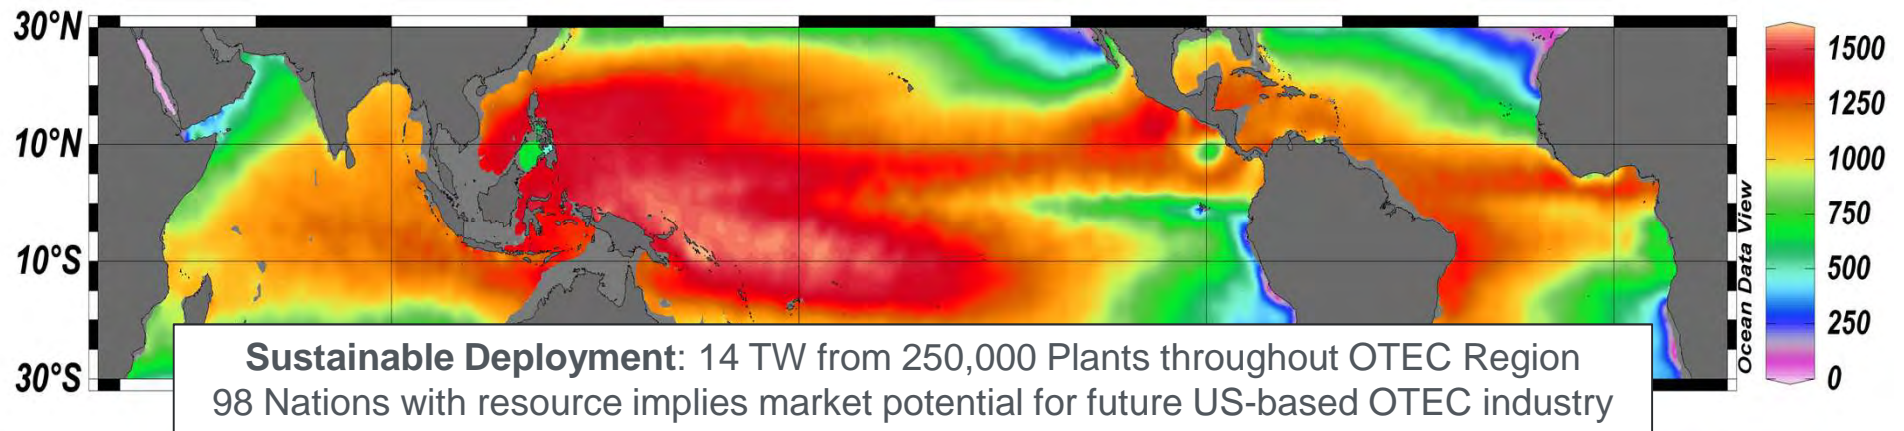 30°N
10°N
10°S
30°S
1500
1250
1000
750
500
250
0
Ocean Data View
Sustainable Deployment: 14 TW from 250,000 Plants throughout OTEC Region
98 Nations with resource implies market potential for future US-based OTEC industry